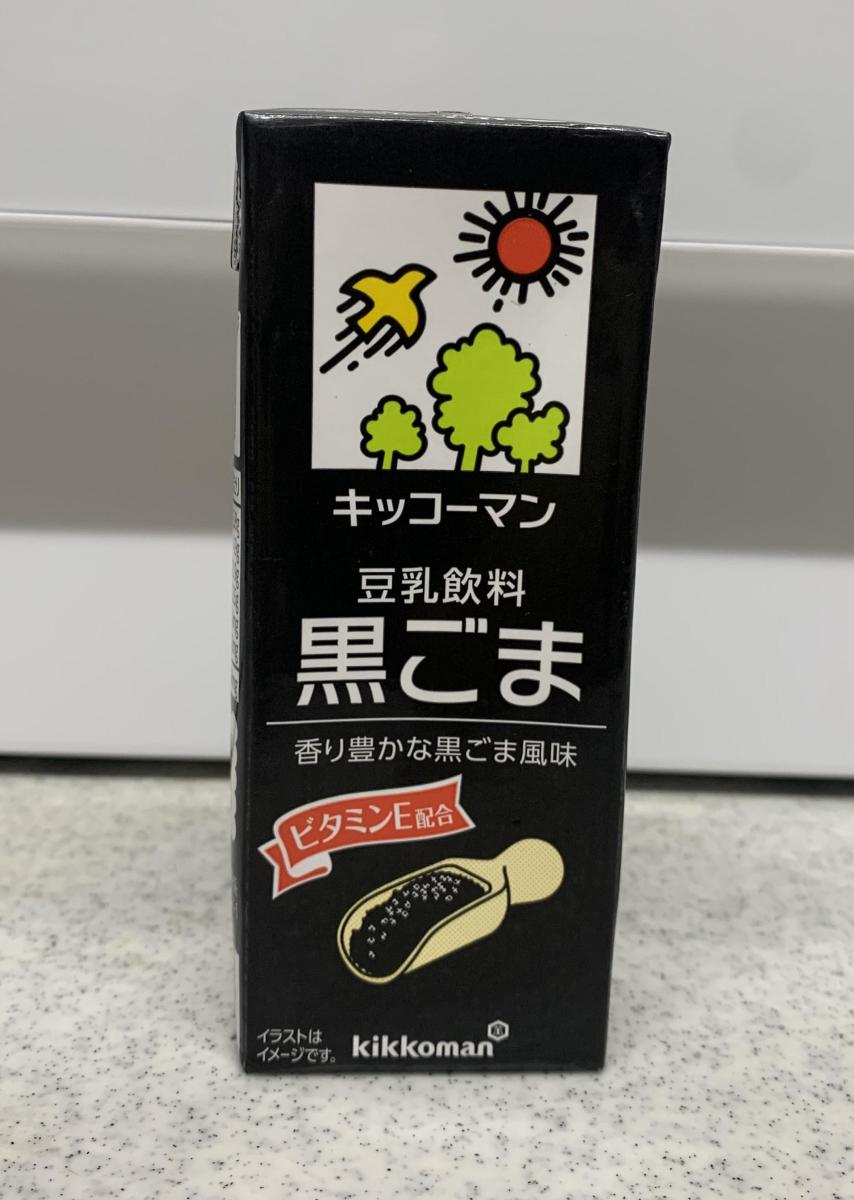 キッコーマン
豆乳飲料
黒ごま
香り豊かな黒ごま風味
ビタミンE配合
イラストは
イメージです。
kikkoman